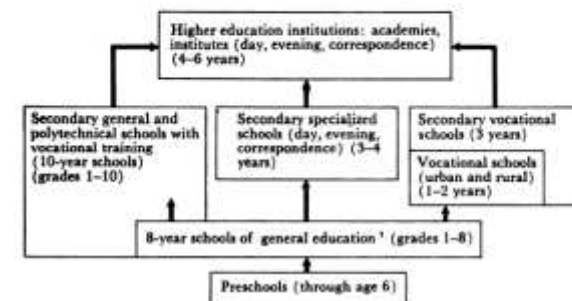 Higher education institutions: academies,
institutes (day, evening, correspondence)
(4–6 years)
Secondary general and
polytechnical schools with
vocational training
(10-year schools)
(grades 1–10)
Secondary specialized
schools (day, evening,
correspondence) (3–4
years)
Secondary vocational
schools (3 years)
Vocational schools
(urban and rural)
(1–2 years)
8-year schools of general education¹ (grades 1–8)
Preschools (through age 6)